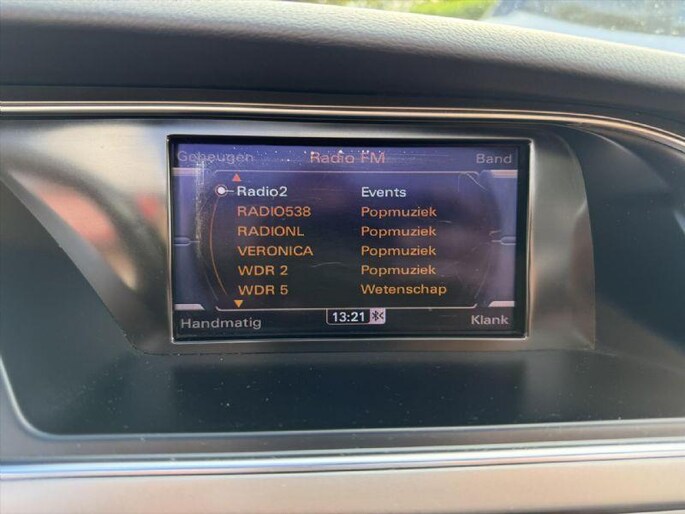 Geheugen Radio FM Band
Radio2 Events
RADIO538 Popmuziek
RADIONL Popmuziek
VERONICA Popmuziek
WDR 2 Popmuziek
WDR 5 Wetenschap
Handmatig 13:21 Klank